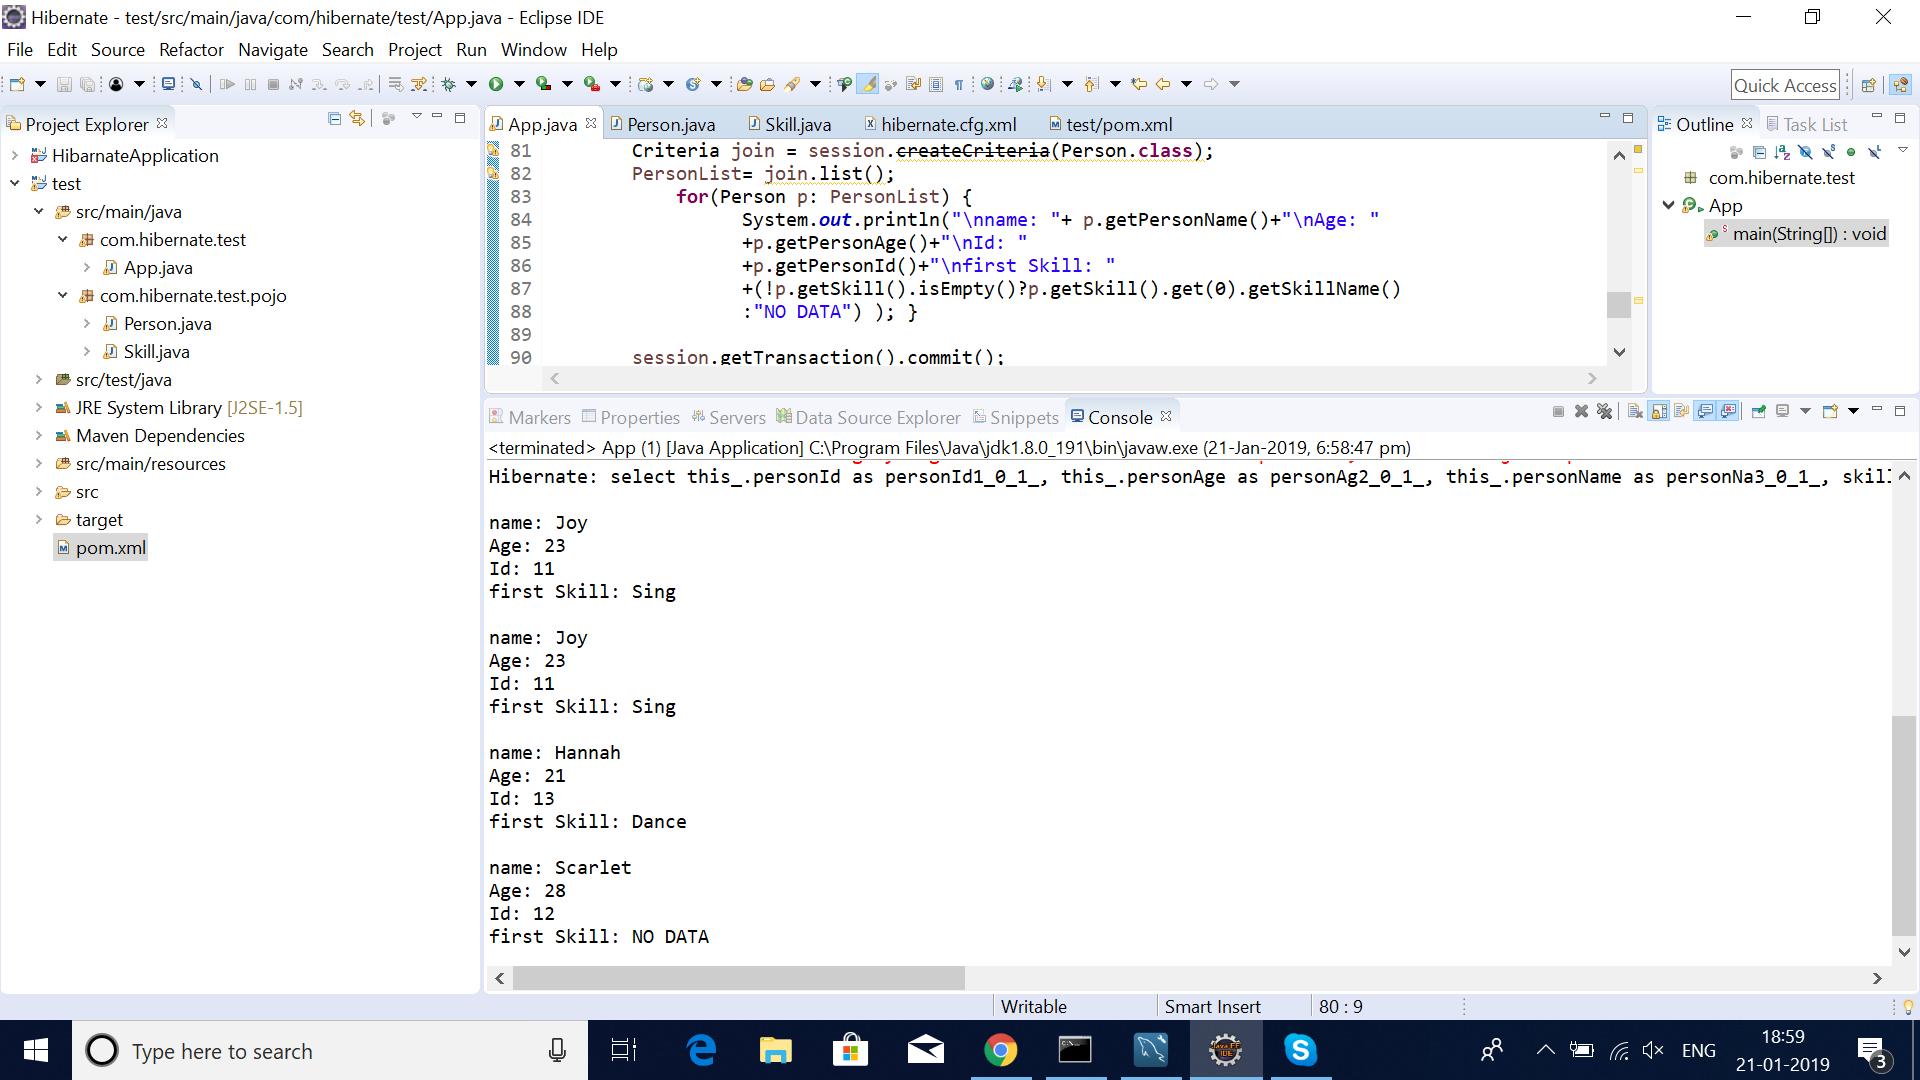 Hibernate - test/src/main/java/com/hibernate/test/App.java - Eclipse IDE
File Edit Source Refactor Navigate Search Project Run Window Help
Quick Access
Project Explorer
HibarnateApplication
test
src/main/java
com.hibernate.test
App.java
com.hibernate.test.pojo
Person.java
Skill.java
src/test/java
JRE System Library [J2SE-1.5]
Maven Dependencies
src/main/resources
src
target
pom.xml
App.java Person.java Skill.java hibernate.cfg.xml test/pom.xml
81 Criteria join = session.createCriteria(Person.class);
82 PersonList= join.list();
83 for(Person p: PersonList) {
84 System.out.println("\nname: "+ p.getPersonName()+"\nAge: "
85 +p.getPersonAge()+"\nId: "
86 +p.getPersonId()+"\nfirst Skill: "
87 +(!p.getSkill().isEmpty()?p.getSkill().get(0).getSkillName()
88 :"NO DATA") ); }
89
90 session.getTransaction().commit();
Outline Task List
com.hibernate.test
App
main(String[]) : void
Markers Properties Servers Data Source Explorer Snippets Console
<terminated> App (1) [Java Application] C:\Program Files\Java\jdk1.8.0_191\bin\javaw.exe (21-Jan-2019, 6:58:47 pm)
Hibernate: select this_.personId as personId1_0_1_, this_.personAge as personAg2_0_1_, this_.personName as personNa3_0_1_, skill
name: Joy
Age: 23
Id: 11
first Skill: Sing
name: Joy
Age: 23
Id: 11
first Skill: Sing
name: Hannah
Age: 21
Id: 13
first Skill: Dance
name: Scarlet
Age: 28
Id: 12
first Skill: NO DATA
Writable Smart Insert 80 : 9
Type here to search
ENG
18:59
21-01-2019
3